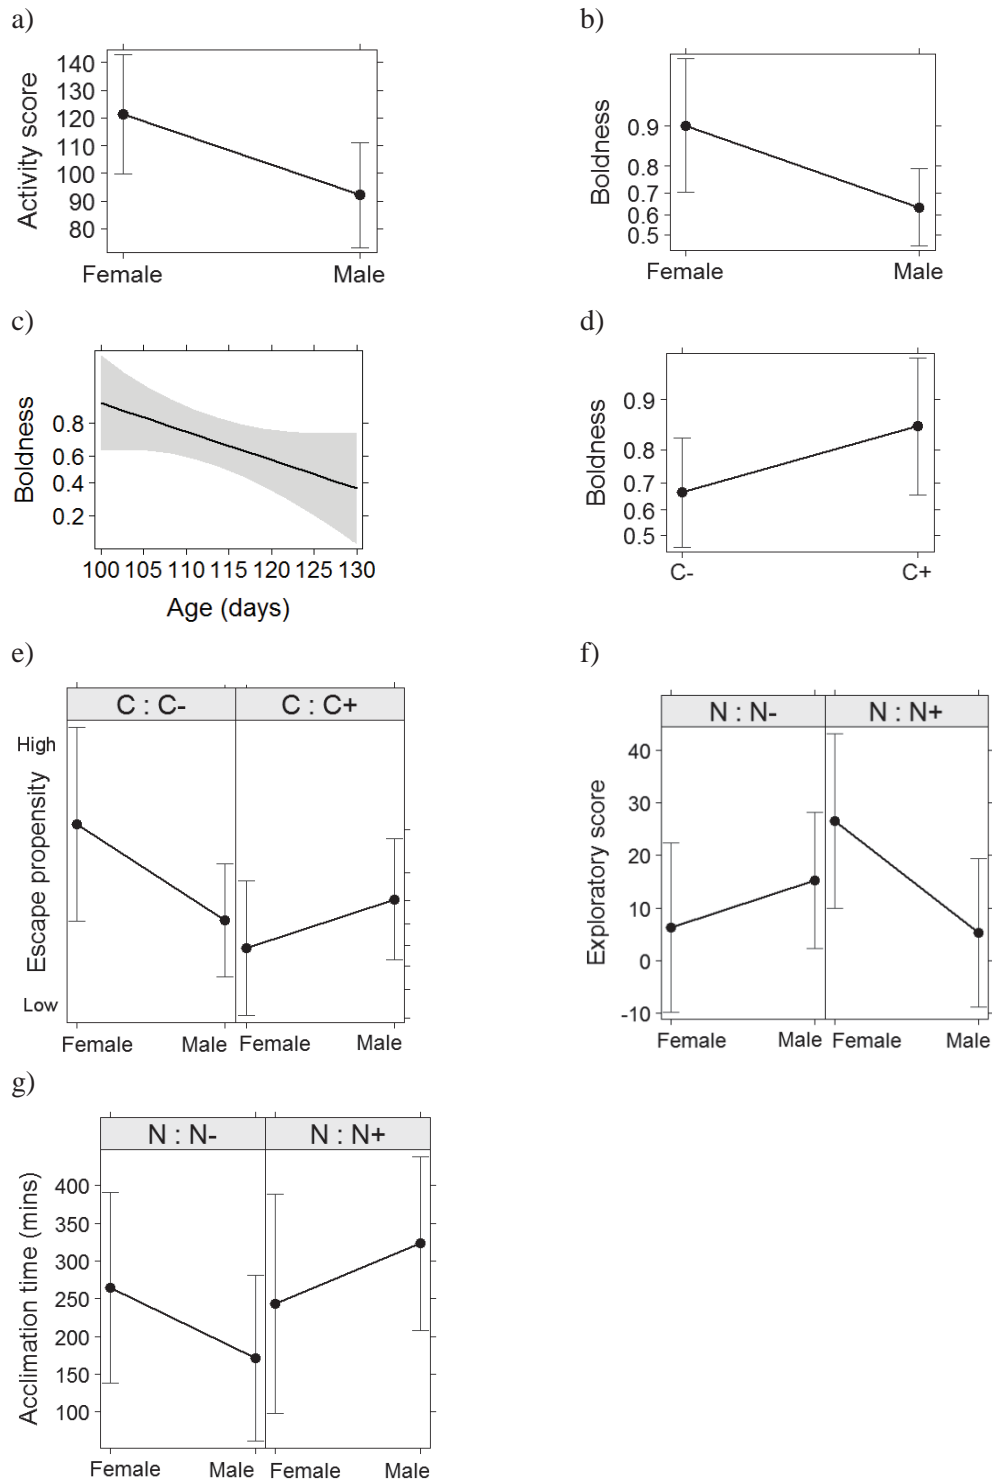 a)
b)
140
130
120
110
100
90
80
Activity score
Female
Male
0.9
0.8
0.7
0.6
0.5
Boldness
Female
Male
c)
d)
0.8
0.6
0.4
0.2
Boldness
100 105 110 115 120 125 130
Age (days)
0.9
0.8
0.7
0.6
0.5
Boldness
C-
C+
e)
f)
C : C-
C : C+
High
Low
Escape propensity
Female
Male
Female
Male
N : N-
N : N+
40
30
20
10
0
-10
Exploratory score
Female
Male
Female
Male
g)
N : N-
N : N+
400
350
300
250
200
150
100
Acclimation time (mins)
Female
Male
Female
Male